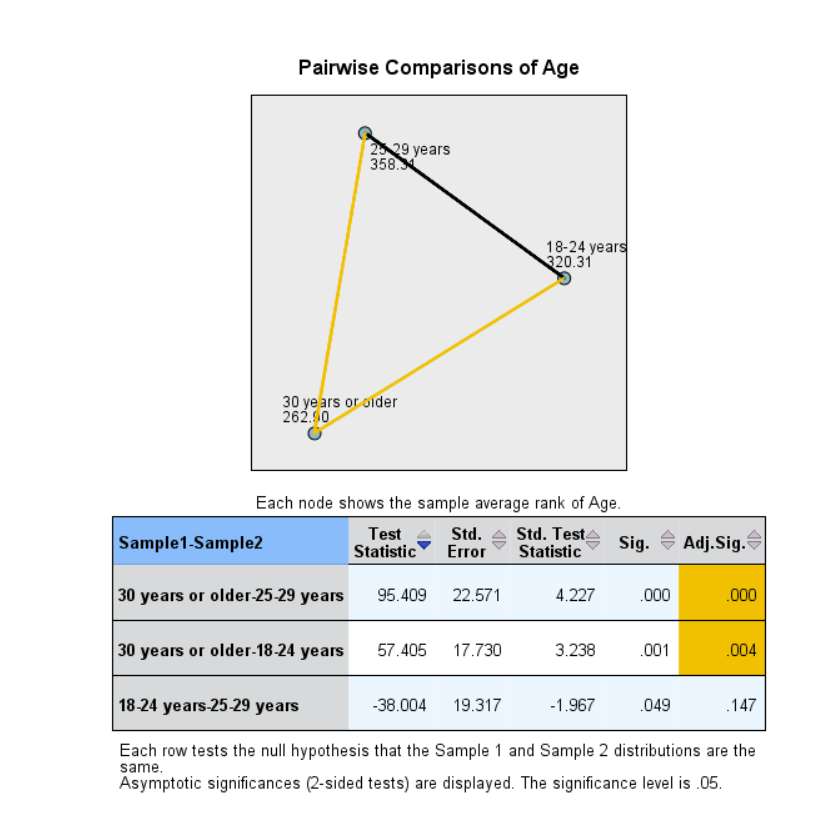 Pairwise Comparisons of Age
25-29 years
358.31
18-24 years
320.31
30 years or older
262.90
Each node shows the sample average rank of Age.
Sample1-Sample2 Test Statistic Std. Error Std. Test Statistic Sig. Adj.Sig.
30 years or older-25-29 years 95.409 22.571 4.227 .000 .000
30 years or older-18-24 years 57.405 17.730 3.238 .001 .004
18-24 years-25-29 years -38.004 19.317 -1.967 .049 .147
Each row tests the null hypothesis that the Sample 1 and Sample 2 distributions are the
same.
Asymptotic significances (2-sided tests) are displayed. The significance level is .05.